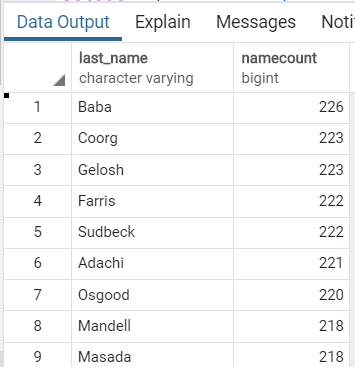 Data Output Explain Messages Noti
last_name namecount
character varying bigint
1 Baba 226
2 Coorg 223
3 Gelosh 223
4 Farris 222
5 Sudbeck 222
6 Adachi 221
7 Osgood 220
8 Mandell 218
9 Masada 218